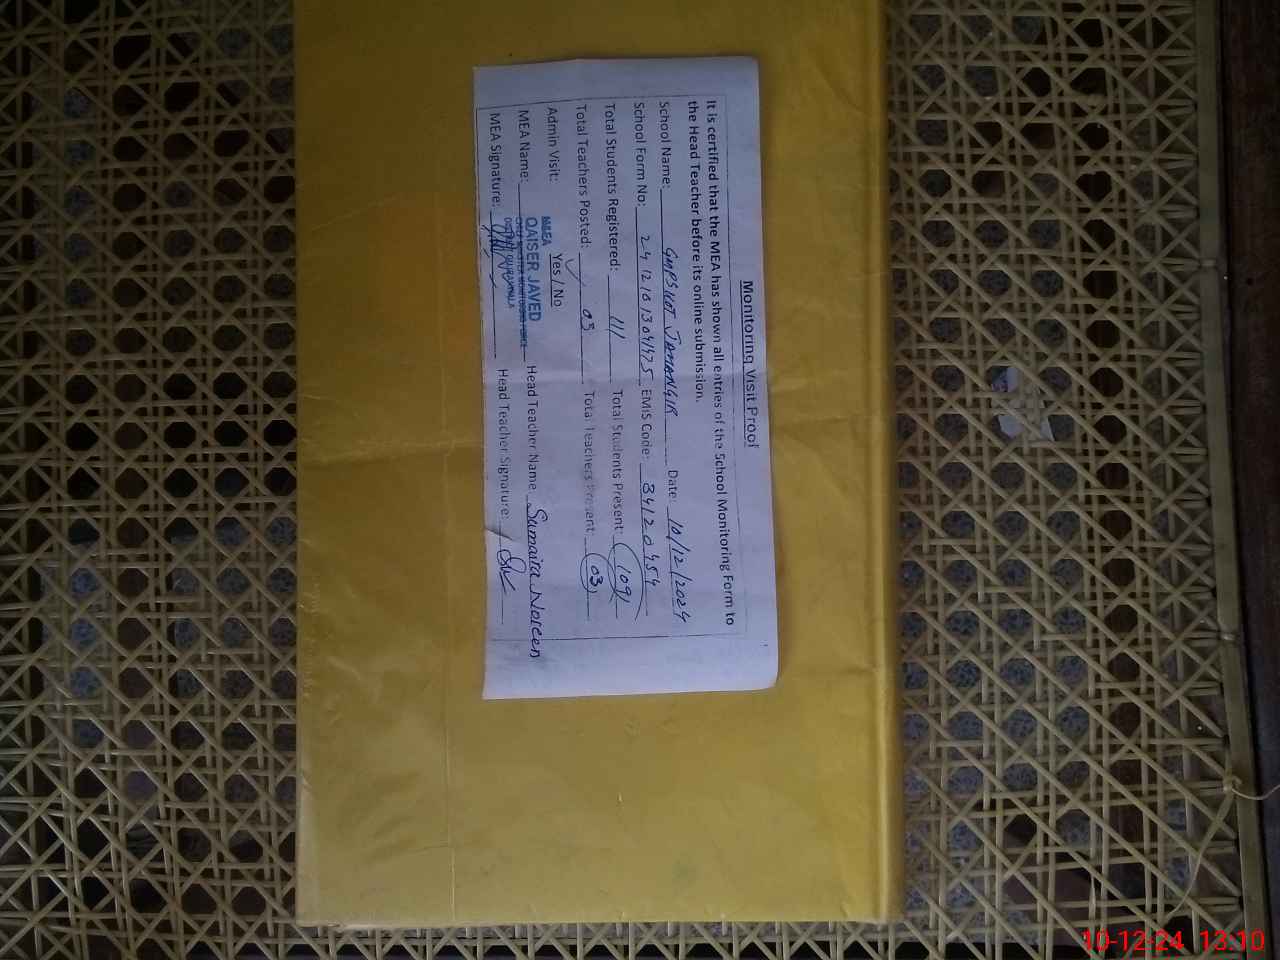 Monitoring Visit Proof
It is certified that the MEA has shown all entries of the School Monitoring Form to
the Head Teacher before its online submission.
School Name: GMPS KOT JAHANGIR Date: 10/12/2024
School Form No: 24121013041475 EMIS Code: 34120454
Total Students Registered: 111 Total Students Present: 109
Total Teachers Posted: 03 Total Teachers Present: 03
Admin Visit: Yes / No
MEA Name: QAISER JAVED Head Teacher Name Sumaira Noreen
MEA Signature: Head Teacher Signature:
10-12-24 13:10